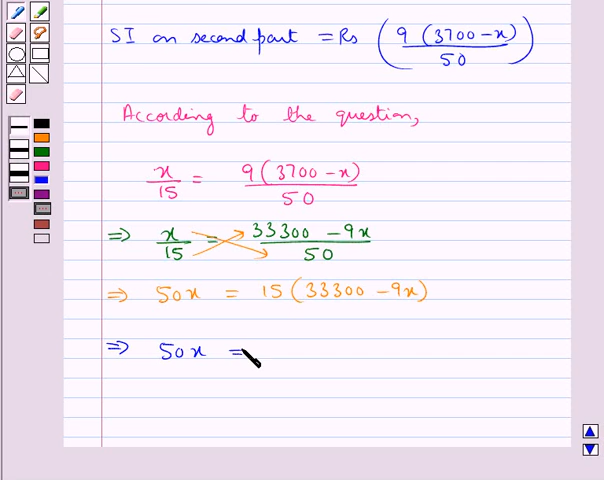 SI on second part = Rs (9 (3700 - x) / 50)
According to the question,
x/15 = 9 (3700 - x) / 50
⇒ x/15 = 33300 - 9x / 50
⇒ 50x = 15 (33300 - 9x)
⇒ 50x =